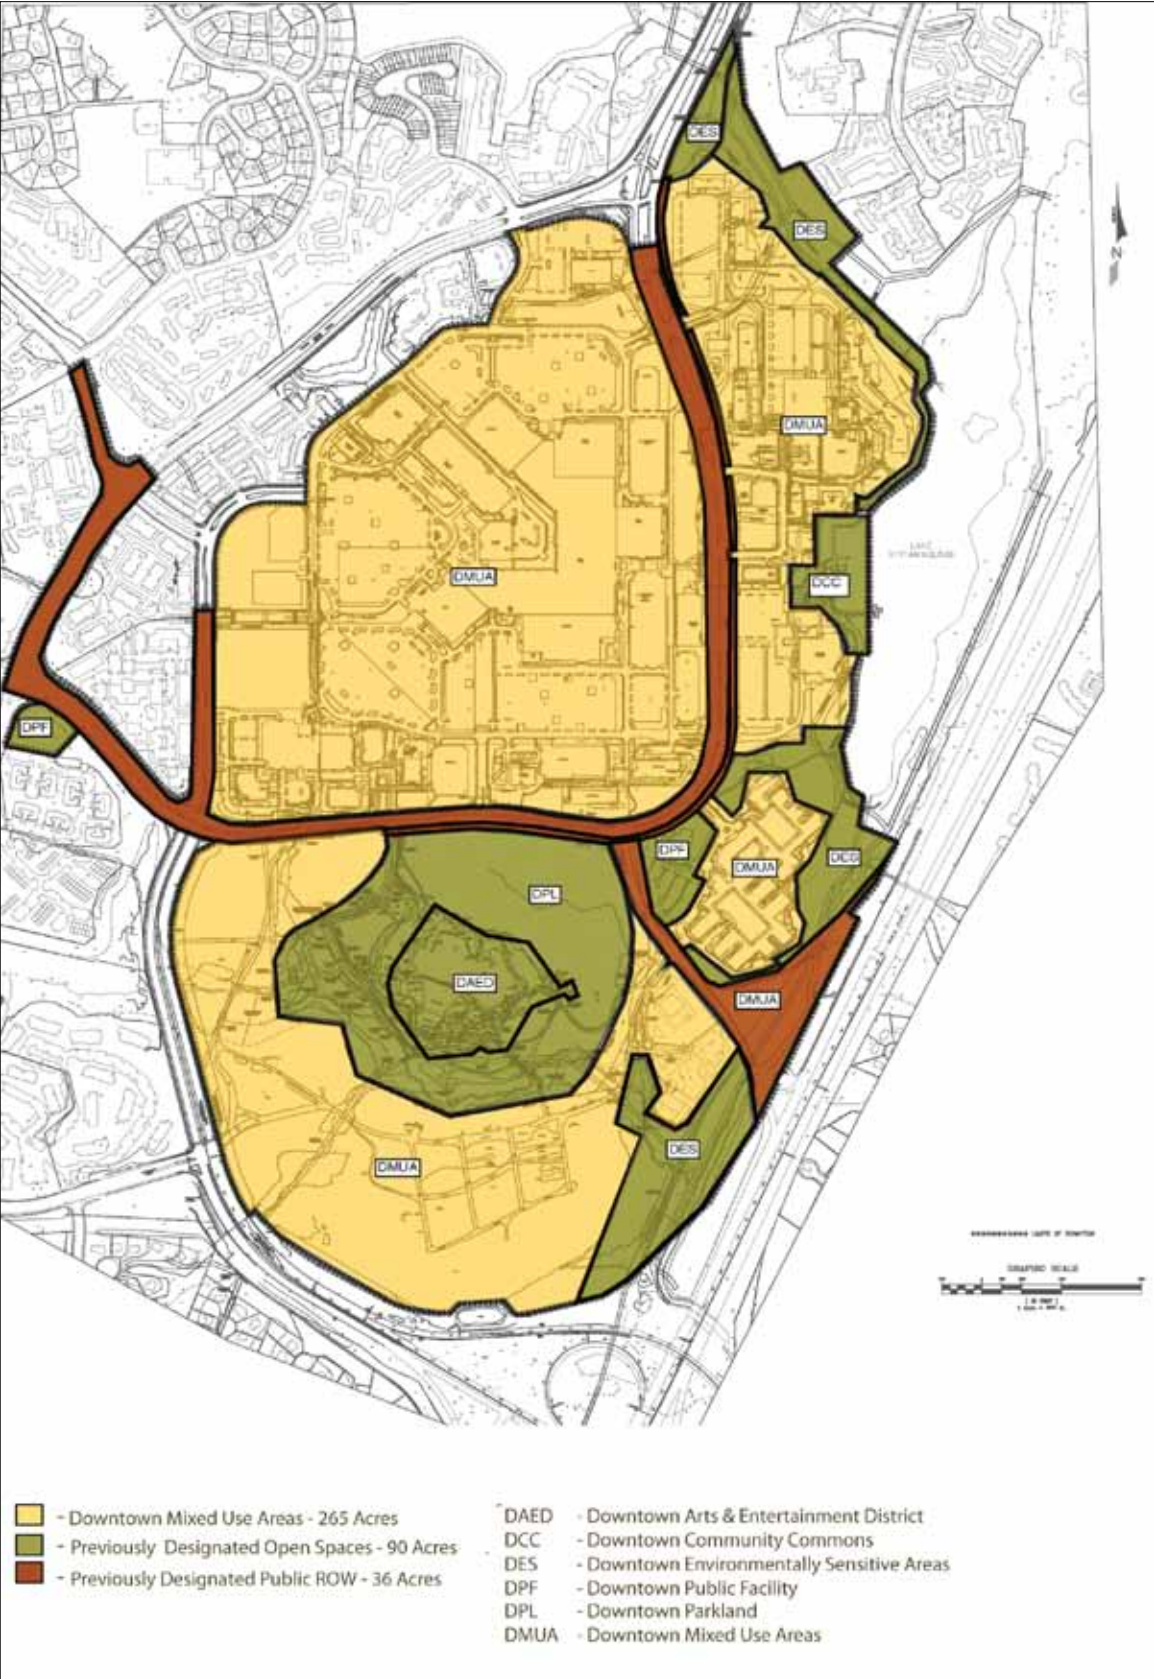 DES
DES
DMUA
DMUA
DCC
DPF
DPF
DMUA
DES
DPL
DAED
DMUA
DES
DMUA
GRAPHIC SCALE
- Downtown Mixed Use Areas - 265 Acres
- Previously Designated Open Spaces - 90 Acres
- Previously Designated Public ROW - 36 Acres
DAED - Downtown Arts & Entertainment District
DCC - Downtown Community Commons
DES - Downtown Environmentally Sensitive Areas
DPF - Downtown Public Facility
DPL - Downtown Parkland
DMUA - Downtown Mixed Use Areas